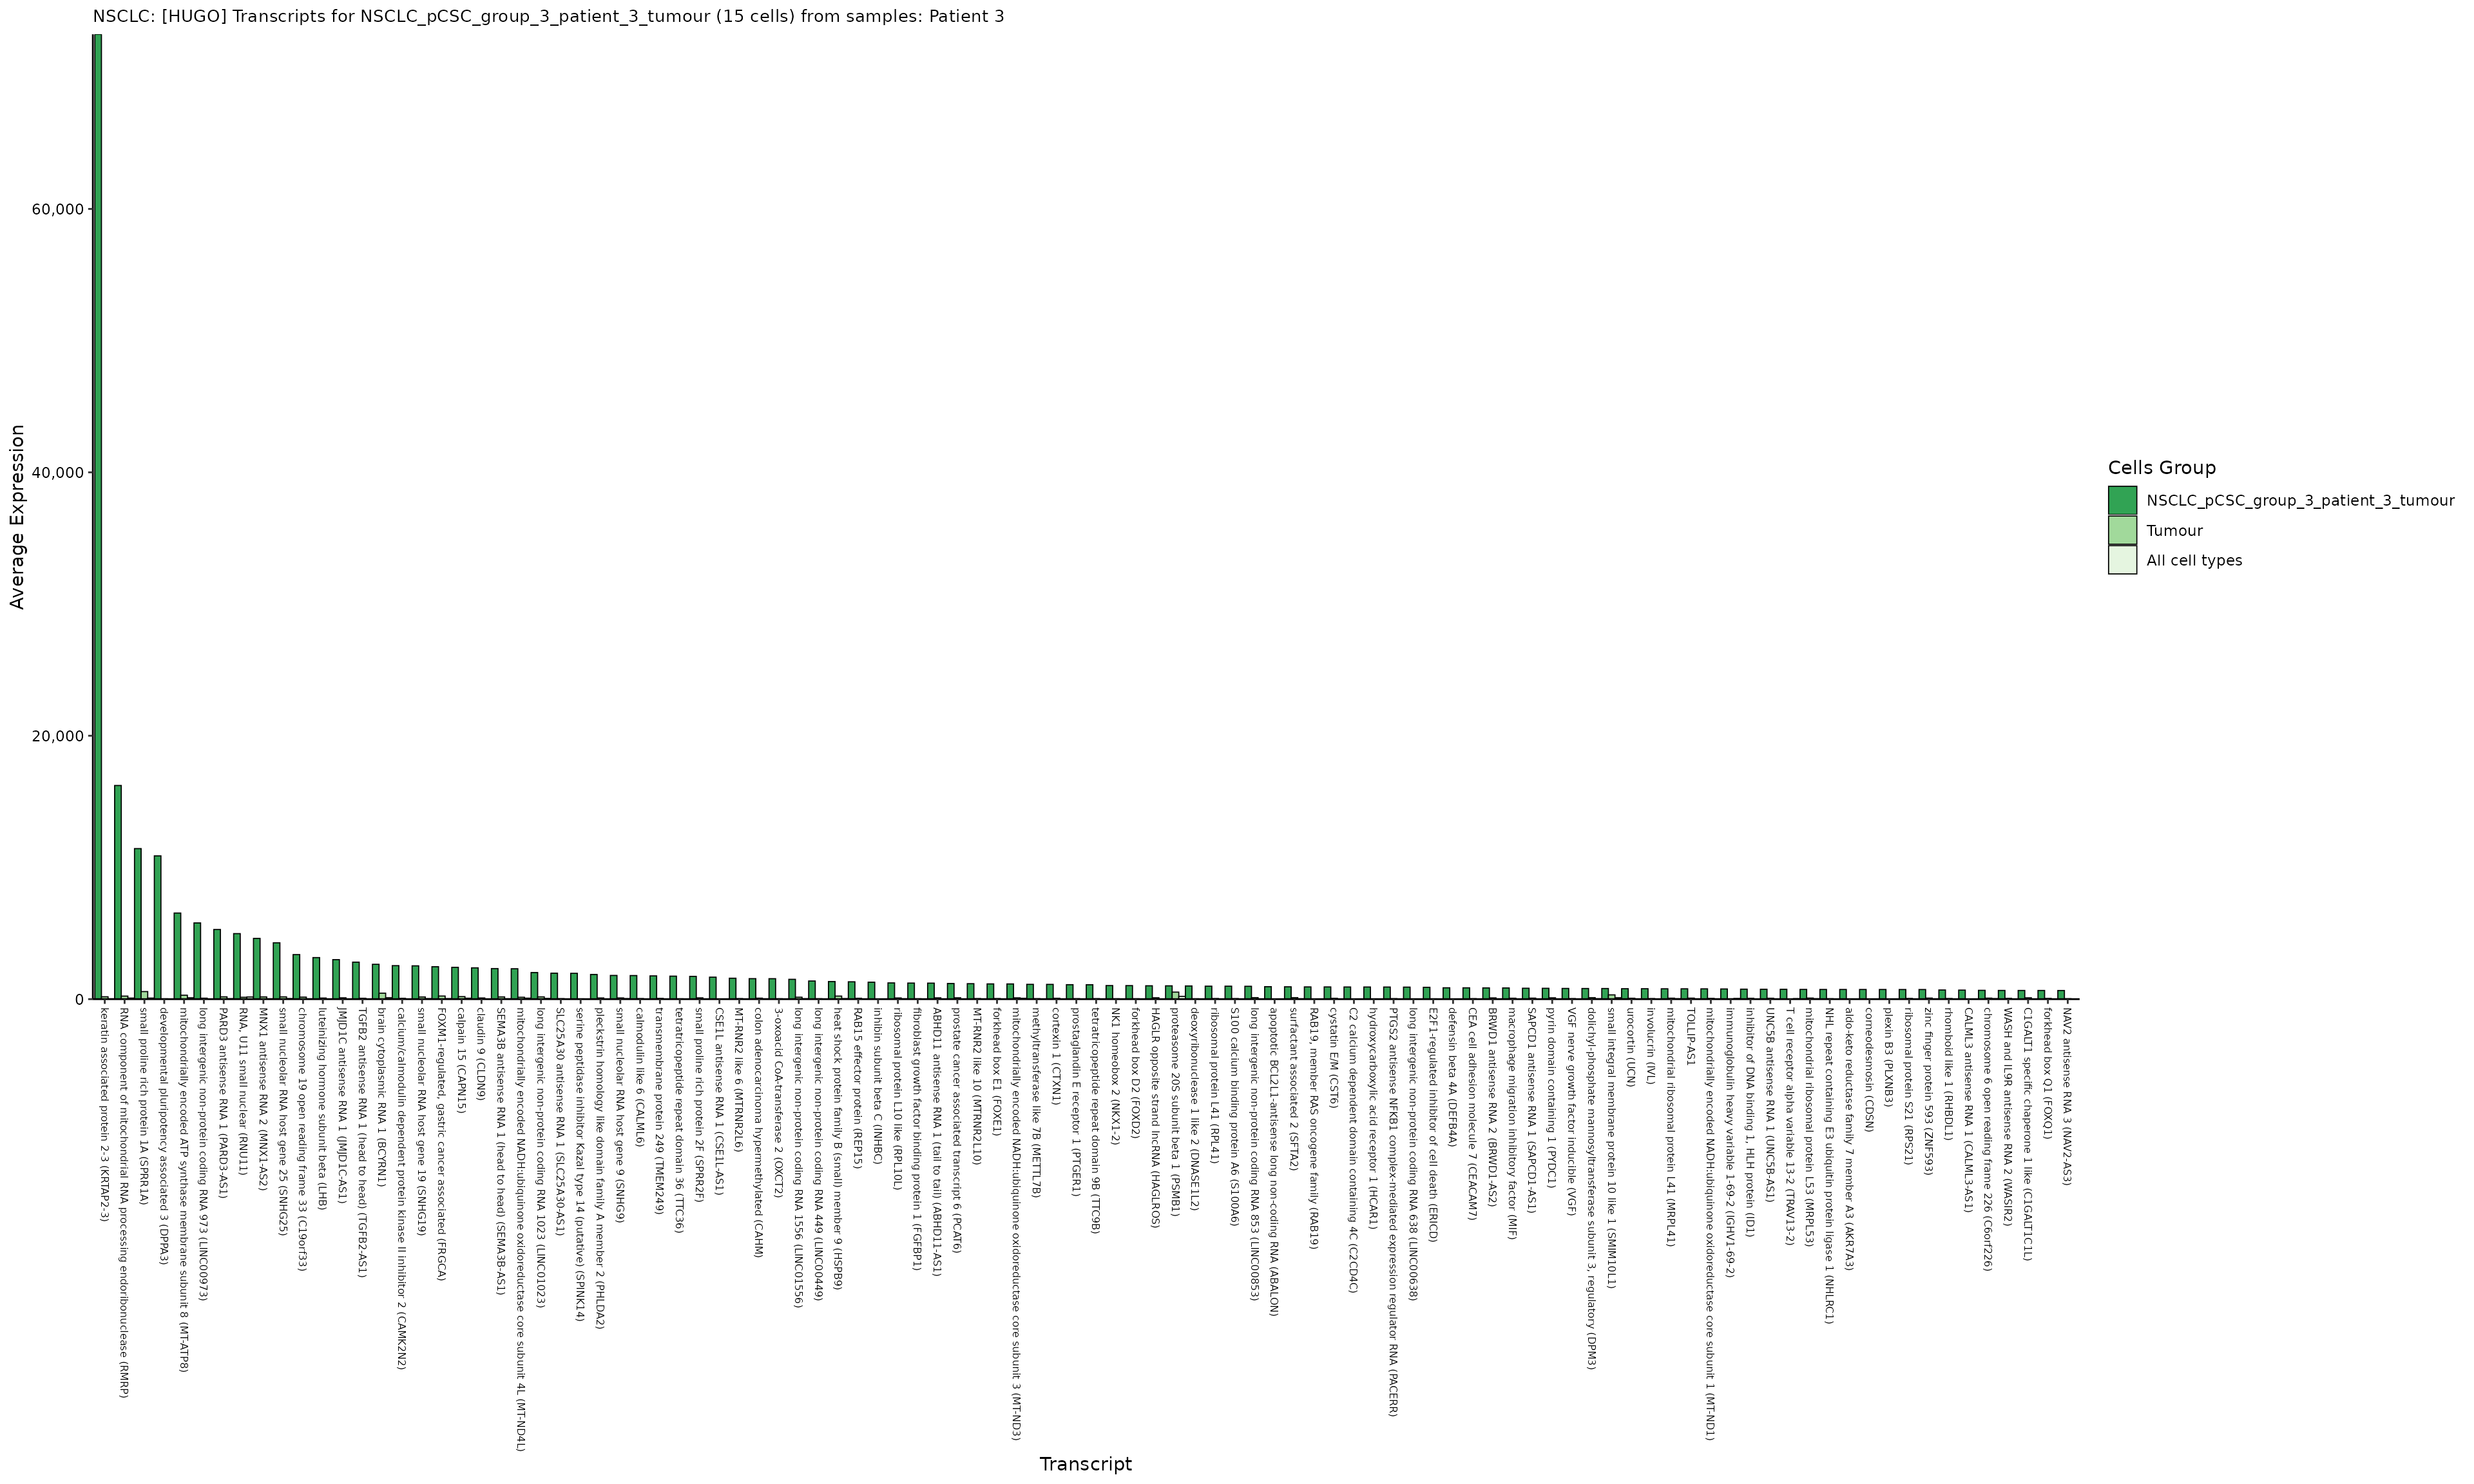 NSCLC: [HUGO] Transcripts for NSCLC_pCSC_group_3_patient_3_tumour (15 cells) from samples: Patient 3
Average Expression
60,000
40,000
20,000
0
keratin associated protein 2-3 (KRTAP2-3)
RNA component of mitochondrial RNA processing endoribonuclease (RMRP)
small proline rich protein 1A (SPRR1A)
developmental pluripotency associated 3 (DPPA3)
mitochondrially encoded ATP synthase membrane subunit 8 (MT-ATP8)
long intergenic non-protein coding RNA 973 (LINC00973)
PARD3 antisense RNA 1 (PARD3-AS1)
RNA, U11 small nuclear (RNU11)
MNX1 antisense RNA 2 (MNX1-AS2)
small nucleolar RNA host gene 25 (SNHG25)
chromosome 19 open reading frame 33 (C19orf33)
luteinizing hormone subunit beta (LHB)
JMJD1C antisense RNA 1 (JMJD1C-AS1)
TGFB2 antisense RNA 1 (head to head) (TGFB2-AS1)
brain cytoplasmic RNA 1 (BCYRN1)
calcium/calmodulin dependent protein kinase II inhibitor 2 (CAMK2N2)
small nucleolar RNA host gene 19 (SNHG19)
FOXM1-regulated, gastric cancer associated (FRGCA)
calpain 15 (CAPN15)
claudin 9 (CLDN9)
SEMA3B antisense RNA 1 (head to head) (SEMA3B-AS1)
mitochondrially encoded NADH:ubiquinone oxidoreductase core subunit 4L (MT-ND4L)
long intergenic non-protein coding RNA 1023 (LINC01023)
SLC25A30 antisense RNA 1 (SLC25A30-AS1)
serine peptidase inhibitor Kazal type 14 (putative) (SPINK14)
pleckstrin homology like domain family A member 2 (PHLDA2)
small nucleolar RNA host gene 9 (SNHG9)
calmodulin like 6 (CALML6)
transmembrane protein 249 (TMEM249)
tetratricopeptide repeat domain 36 (TTC36)
small proline rich protein 2F (SPRR2F)
CSE1L antisense RNA 1 (CSE1L-AS1)
MT-RNR2 like 6 (MTRNR2L6)
colon adenocarcinoma hypermethylated (CAHM)
3-oxoacid CoA-transferase 2 (OXCT2)
long intergenic non-protein coding RNA 1556 (LINC01556)
long intergenic non-protein coding RNA 449 (LINC00449)
heat shock protein family B (small) member 9 (HSPB9)
RAB15 effector protein (REP15)
inhibin subunit beta C (INHBC)
ribosomal protein L10 like (RPL10L)
fibroblast growth factor binding protein 1 (FGFBP1)
ABHD11 antisense RNA 1 (tail to tail) (ABHD11-AS1)
prostate cancer associated transcript 6 (PCAT6)
MT-RNR2 like 10 (MTRNR2L10)
forkhead box E1 (FOXE1)
mitochondrially encoded NADH:ubiquinone oxidoreductase core subunit 3 (MT-ND3)
methyltransferase like 7B (METTL7B)
cortexin 1 (CTXN1)
prostaglandin E receptor 1 (PTGER1)
tetratricopeptide repeat domain 9B (TTC9B)
NK1 homeobox 2 (NKX1-2)
forkhead box D2 (FOXD2)
HAGLR opposite strand lncRNA (HAGLROS)
proteasome 20S subunit beta 1 (PSMB1)
deoxyribonuclease 1 like 2 (DNASE1L2)
ribosomal protein L41 (RPL41)
S100 calcium binding protein A6 (S100A6)
long intergenic non-protein coding RNA 853 (LINC00853)
apoptotic BCL2L1-antisense long non-coding RNA (ABALON)
surfactant associated 2 (SFTA2)
RAB19, member RAS oncogene family (RAB19)
cystatin E/M (CST6)
C2 calcium dependent domain containing 4C (C2CD4C)
hydroxycarboxylic acid receptor 1 (HCAR1)
PTGS2 antisense NFKB1 complex-mediated expression regulator RNA (PACERR)
long intergenic non-protein coding RNA 638 (LINC00638)
E2F1-regulated inhibitor of cell death (ERICD)
defensin beta 4A (DEFB4A)
CEA cell adhesion molecule 7 (CEACAM7)
BRWD1 antisense RNA 2 (BRWD1-AS2)
macrophage migration inhibitory factor (MIF)
SAPCD1 antisense RNA 1 (SAPCD1-AS1)
pyrin domain containing 1 (PYDC1)
VGF nerve growth factor inducible (VGF)
dolichyl-phosphate mannosyltransferase subunit 3, regulatory (DPM3)
small integral membrane protein 10 like 1 (SMIM10L1)
urocortin (UCN)
involucrin (IVL)
mitochondrial ribosomal protein L41 (MRPL41)
TOLLIP-AS1
mitochondrially encoded NADH:ubiquinone oxidoreductase core subunit 1 (MT-ND1)
immunoglobulin heavy variable 1-69-2 (IGHV1-69-2)
inhibitor of DNA binding 1, HLH protein (ID1)
UNC5B antisense RNA 1 (UNC5B-AS1)
T cell receptor alpha variable 13-2 (TRAV13-2)
mitochondrial ribosomal protein L53 (MRPL53)
NHL repeat containing E3 ubiquitin protein ligase 1 (NHLRC1)
aldo-keto reductase family 7 member A3 (AKR7A3)
corneodesmosin (CDSN)
plexin B3 (PLXNB3)
ribosomal protein S21 (RPS21)
zinc finger protein 593 (ZNF593)
rhomboid like 1 (RHBDL1)
CALML3 antisense RNA 1 (CALML3-AS1)
chromosome 6 open reading frame 226 (C6orf226)
WASH and IL9R antisense RNA 2 (WASIR2)
C1GALT1 specific chaperone 1 like (C1GALT1C1L)
forkhead box Q1 (FOXQ1)
NAV2 antisense RNA 3 (NAV2-AS3)
Transcript
Cells Group
NSCLC_pCSC_group_3_patient_3_tumour
Tumour
All cell types